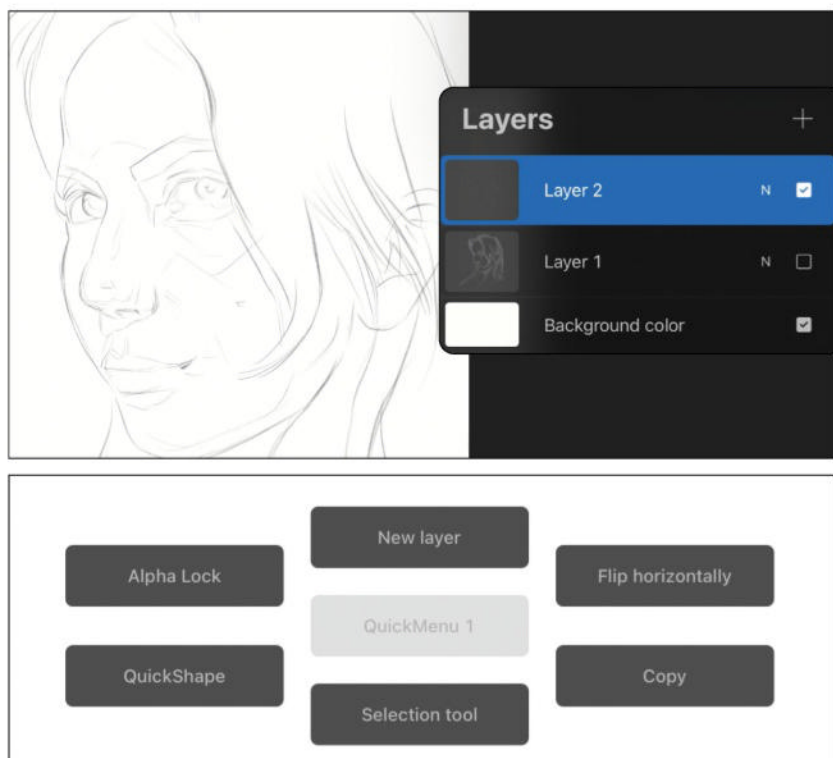 Layers
Layer 2 N
Layer 1 N
Background color
New layer
Alpha Lock
Flip horizontally
QuickMenu 1
QuickShape
Copy
Selection tool